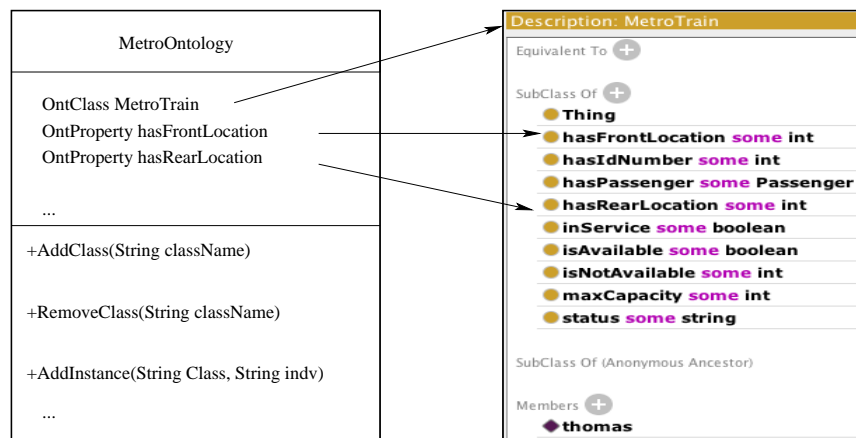 MetroOntology
OntClass MetroTrain
OntProperty hasFrontLocation
OntProperty hasRearLocation
...
+AddClass(String className)
+RemoveClass(String className)
+AddInstance(String Class, String indv)
...
Description: MetroTrain
Equivalent To
SubClass Of
Thing
hasFrontLocation some int
hasIdNumber some int
hasPassenger some Passenger
hasRearLocation some int
inService some boolean
isAvailable some boolean
isNotAvailable some int
maxCapacity some int
status some string
SubClass Of (Anonymous Ancestor)
Members
thomas